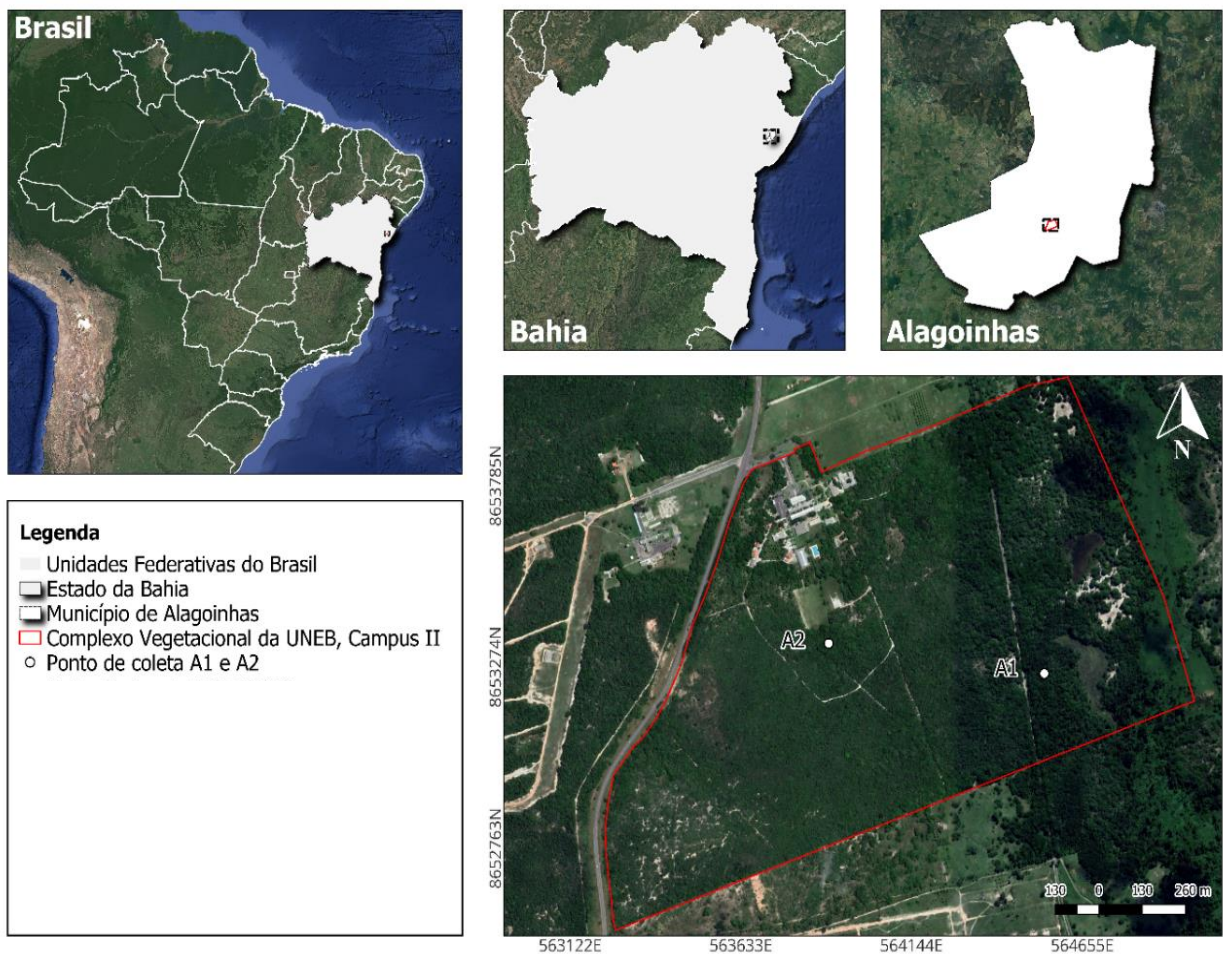 Brasil
Bahia
Alagoinhas
Legenda
Unidades Federativas do Brasil
Estado da Bahia
Município de Alagoinhas
Complexo Vegetacional da UNEB, Campus II
Ponto de coleta A1 e A2
8653785N
8653274N
8652763N
N
A2
A1
130 0 130 260 m
563122E 563633E 564144E 564655E